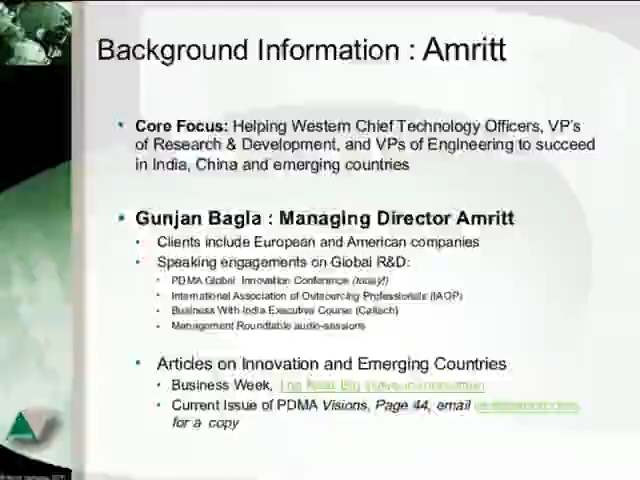 Background Information : Amritt
Core Focus: Helping Western Chief Technology Officers, VP's
of Research & Development, and VPs of Engineering to succeed
in India, China and emerging countries
Gunjan Bagla : Managing Director Amritt
Clients include European and American companies
Speaking engagements on Global R&D:
PDMA Global Innovation Conference (today!)
International Association of Outsourcing Professionals (IAOP)
Business With India Executive Course (Caltech)
Management Roundtable audio-sessions
Articles on Innovation and Emerging Countries
Business Week, The Next Big
Current Issue of PDMA Visions, Page 44, email
for a copy